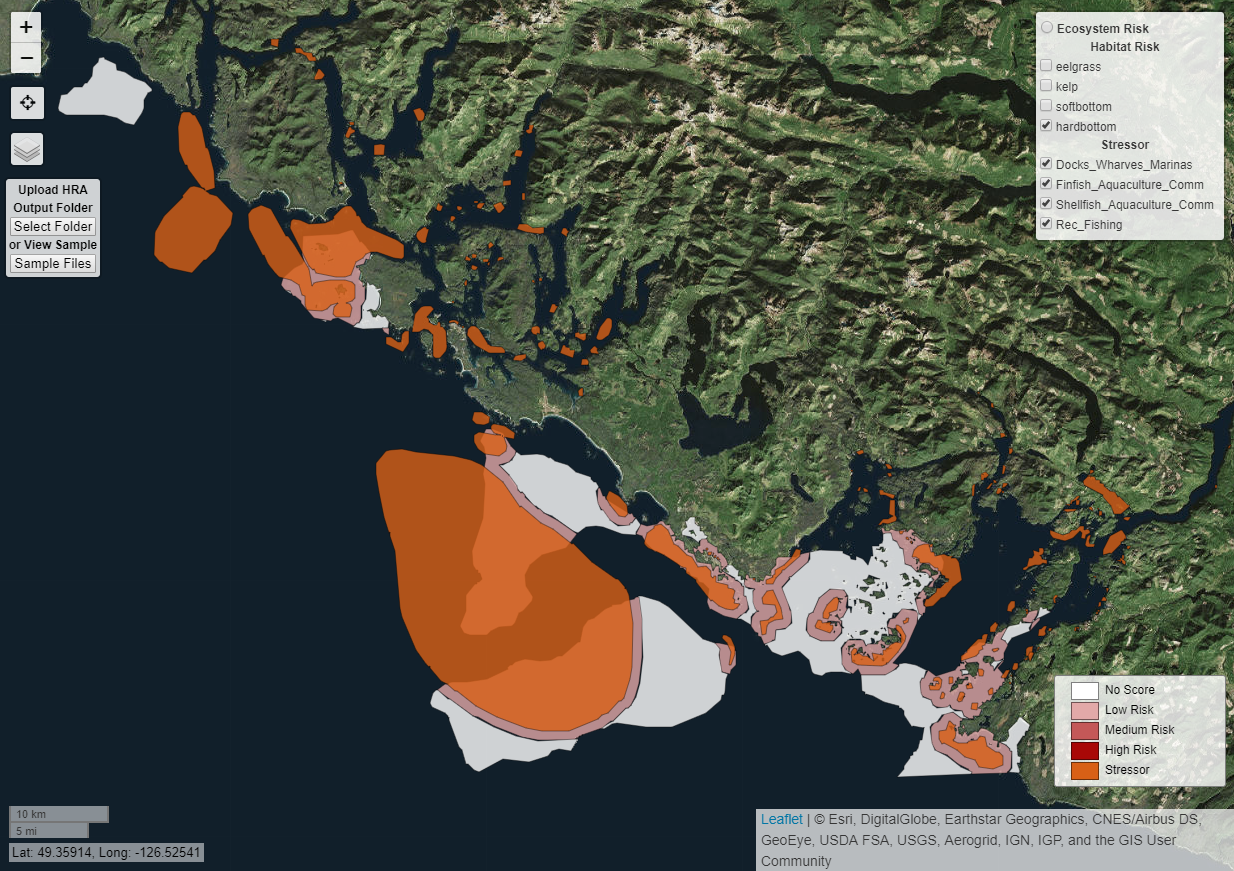 +
−
Upload HRA
Output Folder
Select Folder
or View Sample
Sample Files
Ecosystem Risk
Habitat Risk
eelgrass
kelp
softbottom
hardbottom
Stressor
Docks_Wharves_Marinas
Finfish_Aquaculture_Comm
Shellfish_Aquaculture_Comm
Rec_Fishing
No Score
Low Risk
Medium Risk
High Risk
Stressor
10 km
5 mi
Lat: 49.35914, Long: -126.52541
Leaflet | © Esri, DigitalGlobe, Earthstar Geographics, CNES/Airbus DS,
GeoEye, USDA FSA, USGS, Aerogrid, IGN, IGP, and the GIS User
Community